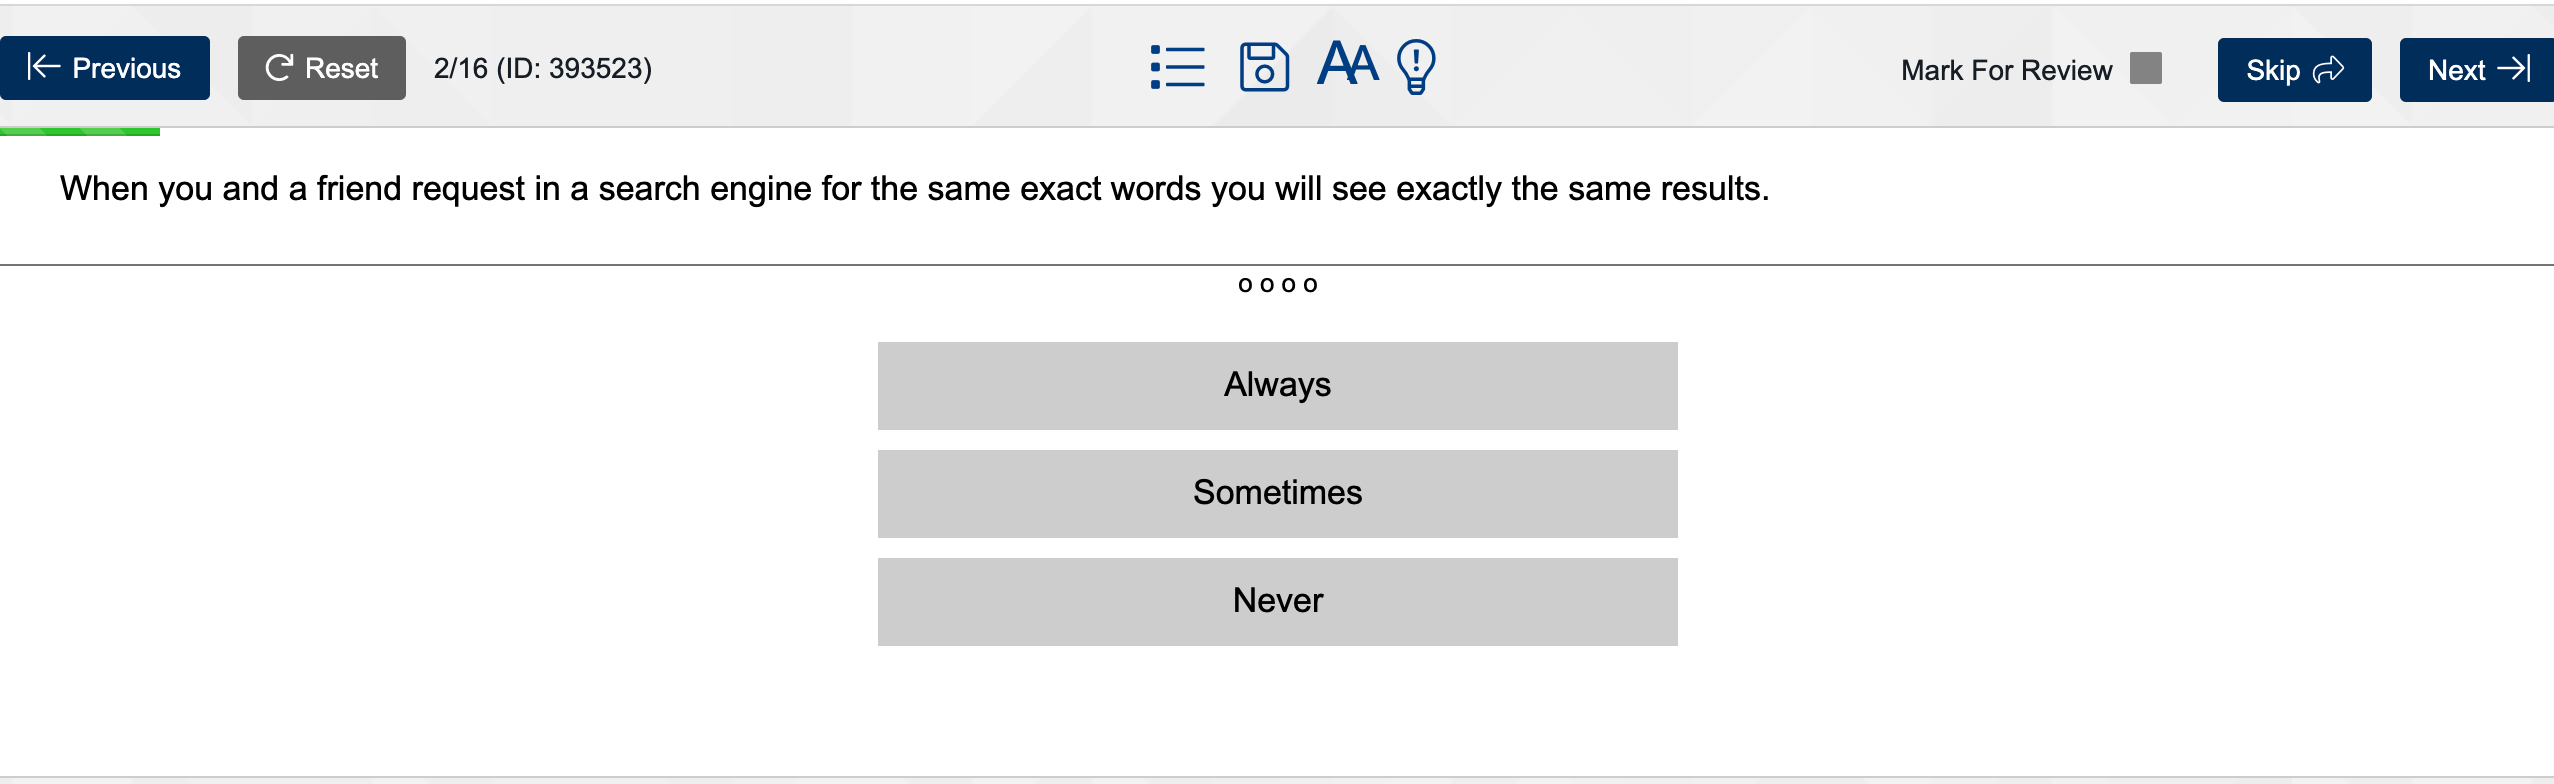 Previous Reset 2/16 (ID: 393523) AA Mark For Review Skip Next
When you and a friend request in a search engine for the same exact words you will see exactly the same results.
o o o o
Always
Sometimes
Never